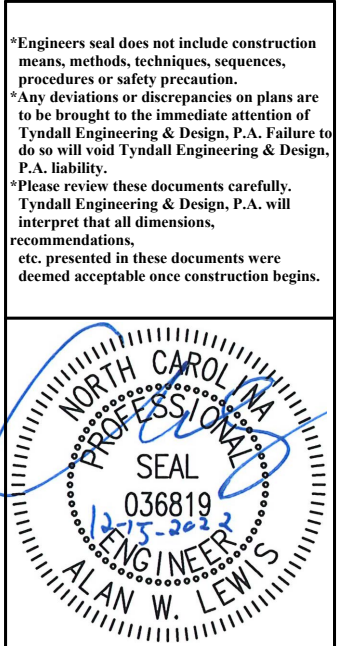 *Engineers seal does not include construction
means, methods, techniques, sequences,
procedures or safety precaution.
*Any deviations or discrepancies on plans are
to be brought to the immediate attention of
Tyndall Engineering & Design, P.A. Failure to
do so will void Tyndall Engineering & Design,
P.A. liability.
*Please review these documents carefully.
Tyndall Engineering & Design, P.A. will
interpret that all dimensions,
recommendations,
etc. presented in these documents were
deemed acceptable once construction begins.
NORTH CAROLINA
PROFESSIONAL
SEAL
036819
12-15-2022
ENGINEER
ALAN W. LEWIS